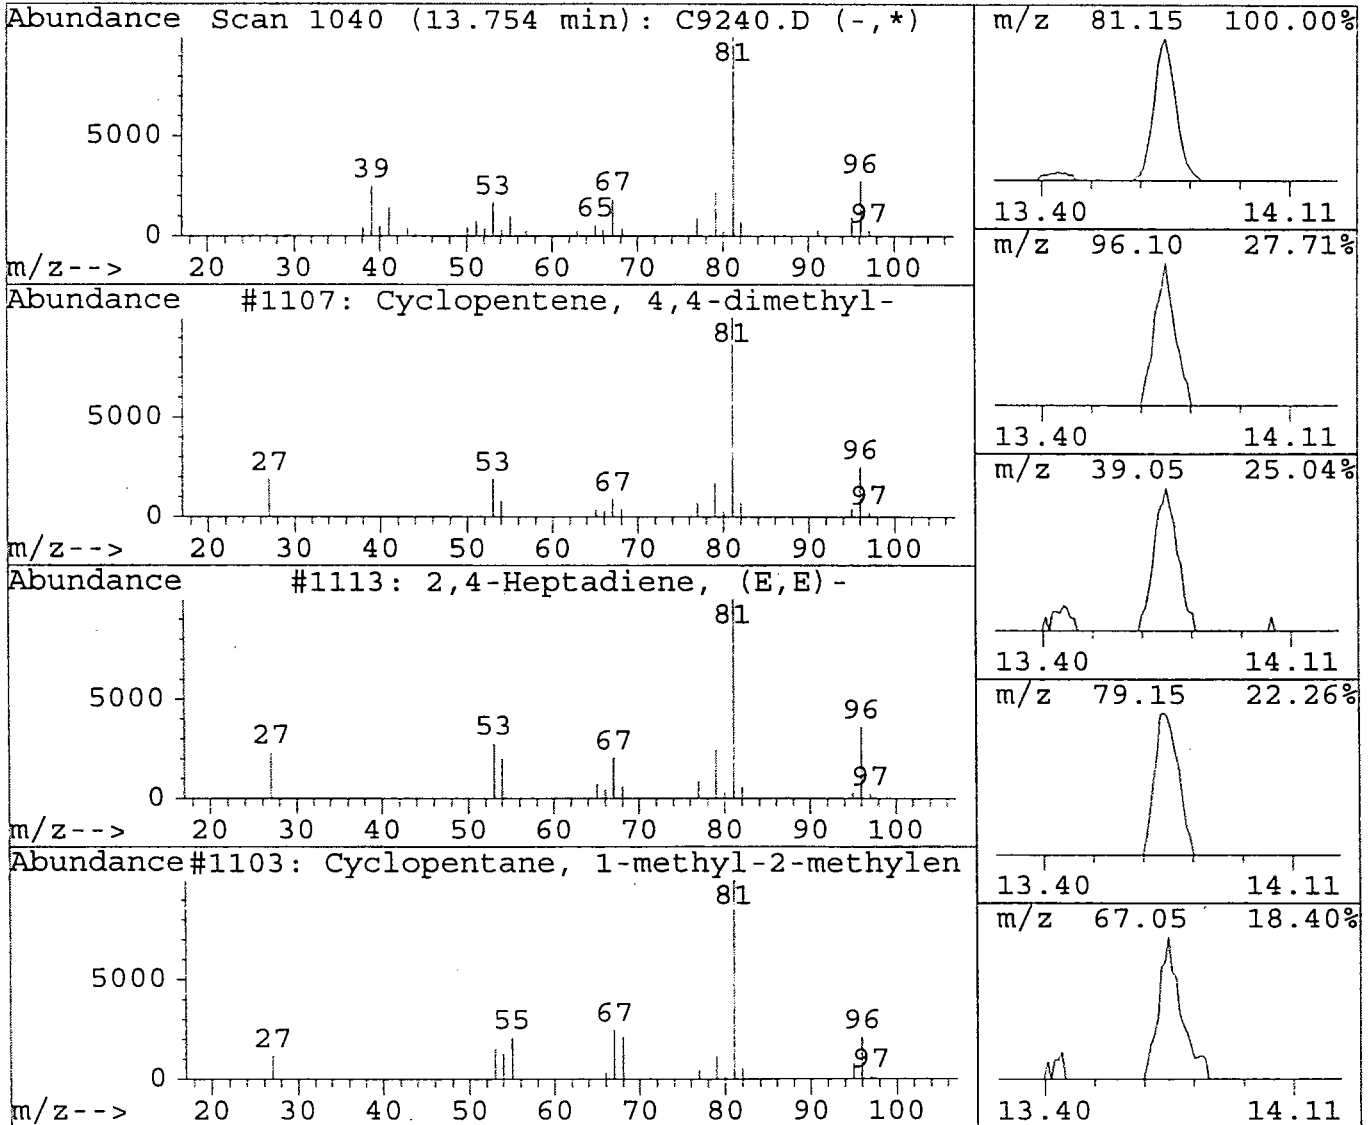 Abundance Scan 1040 (13.754 min): C9240.D (-,*)
81
5000
39
53
65
67
96
97
0
m/z--> 20 30 40 50 60 70 80 90 100
Abundance #1107: Cyclopentene, 4,4-dimethyl-
81
5000
27
53
67
96
97
0
m/z--> 20 30 40 50 60 70 80 90 100
Abundance #1113: 2,4-Heptadiene, (E,E)-
81
5000
27
53
67
96
97
0
m/z--> 20 30 40 50 60 70 80 90 100
Abundance #1103: Cyclopentane, 1-methyl-2-methylen
81
5000
27
55
67
96
97
0
m/z--> 20 30 40 50 60 70 80 90 100
m/z 81.15 100.00%
13.40 14.11
m/z 96.10 27.71%
13.40 14.11
m/z 39.05 25.04%
13.40 14.11
m/z 79.15 22.26%
13.40 14.11
m/z 67.05 18.40%
13.40 14.11